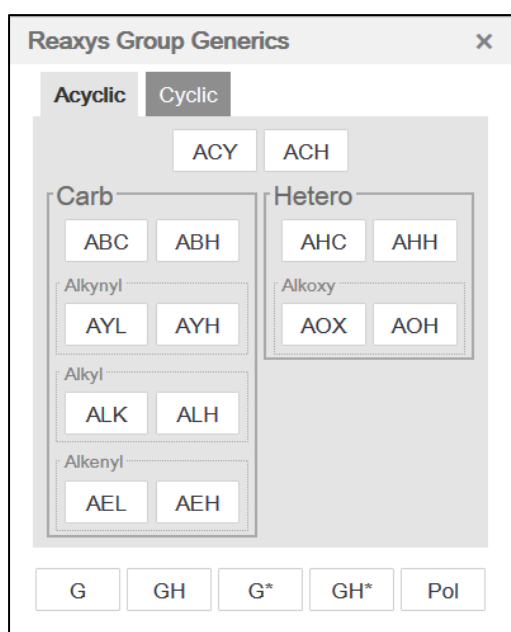 Reaxys Group Generics ×
Acyclic Cyclic
ACY ACH
Carb Hetero
ABC ABH AHC AHH
Alkynyl Alkoxy
AYL AYH AOX AOH
Alkyl
ALK ALH
Alkenyl
AEL AEH
G GH G* GH* Pol